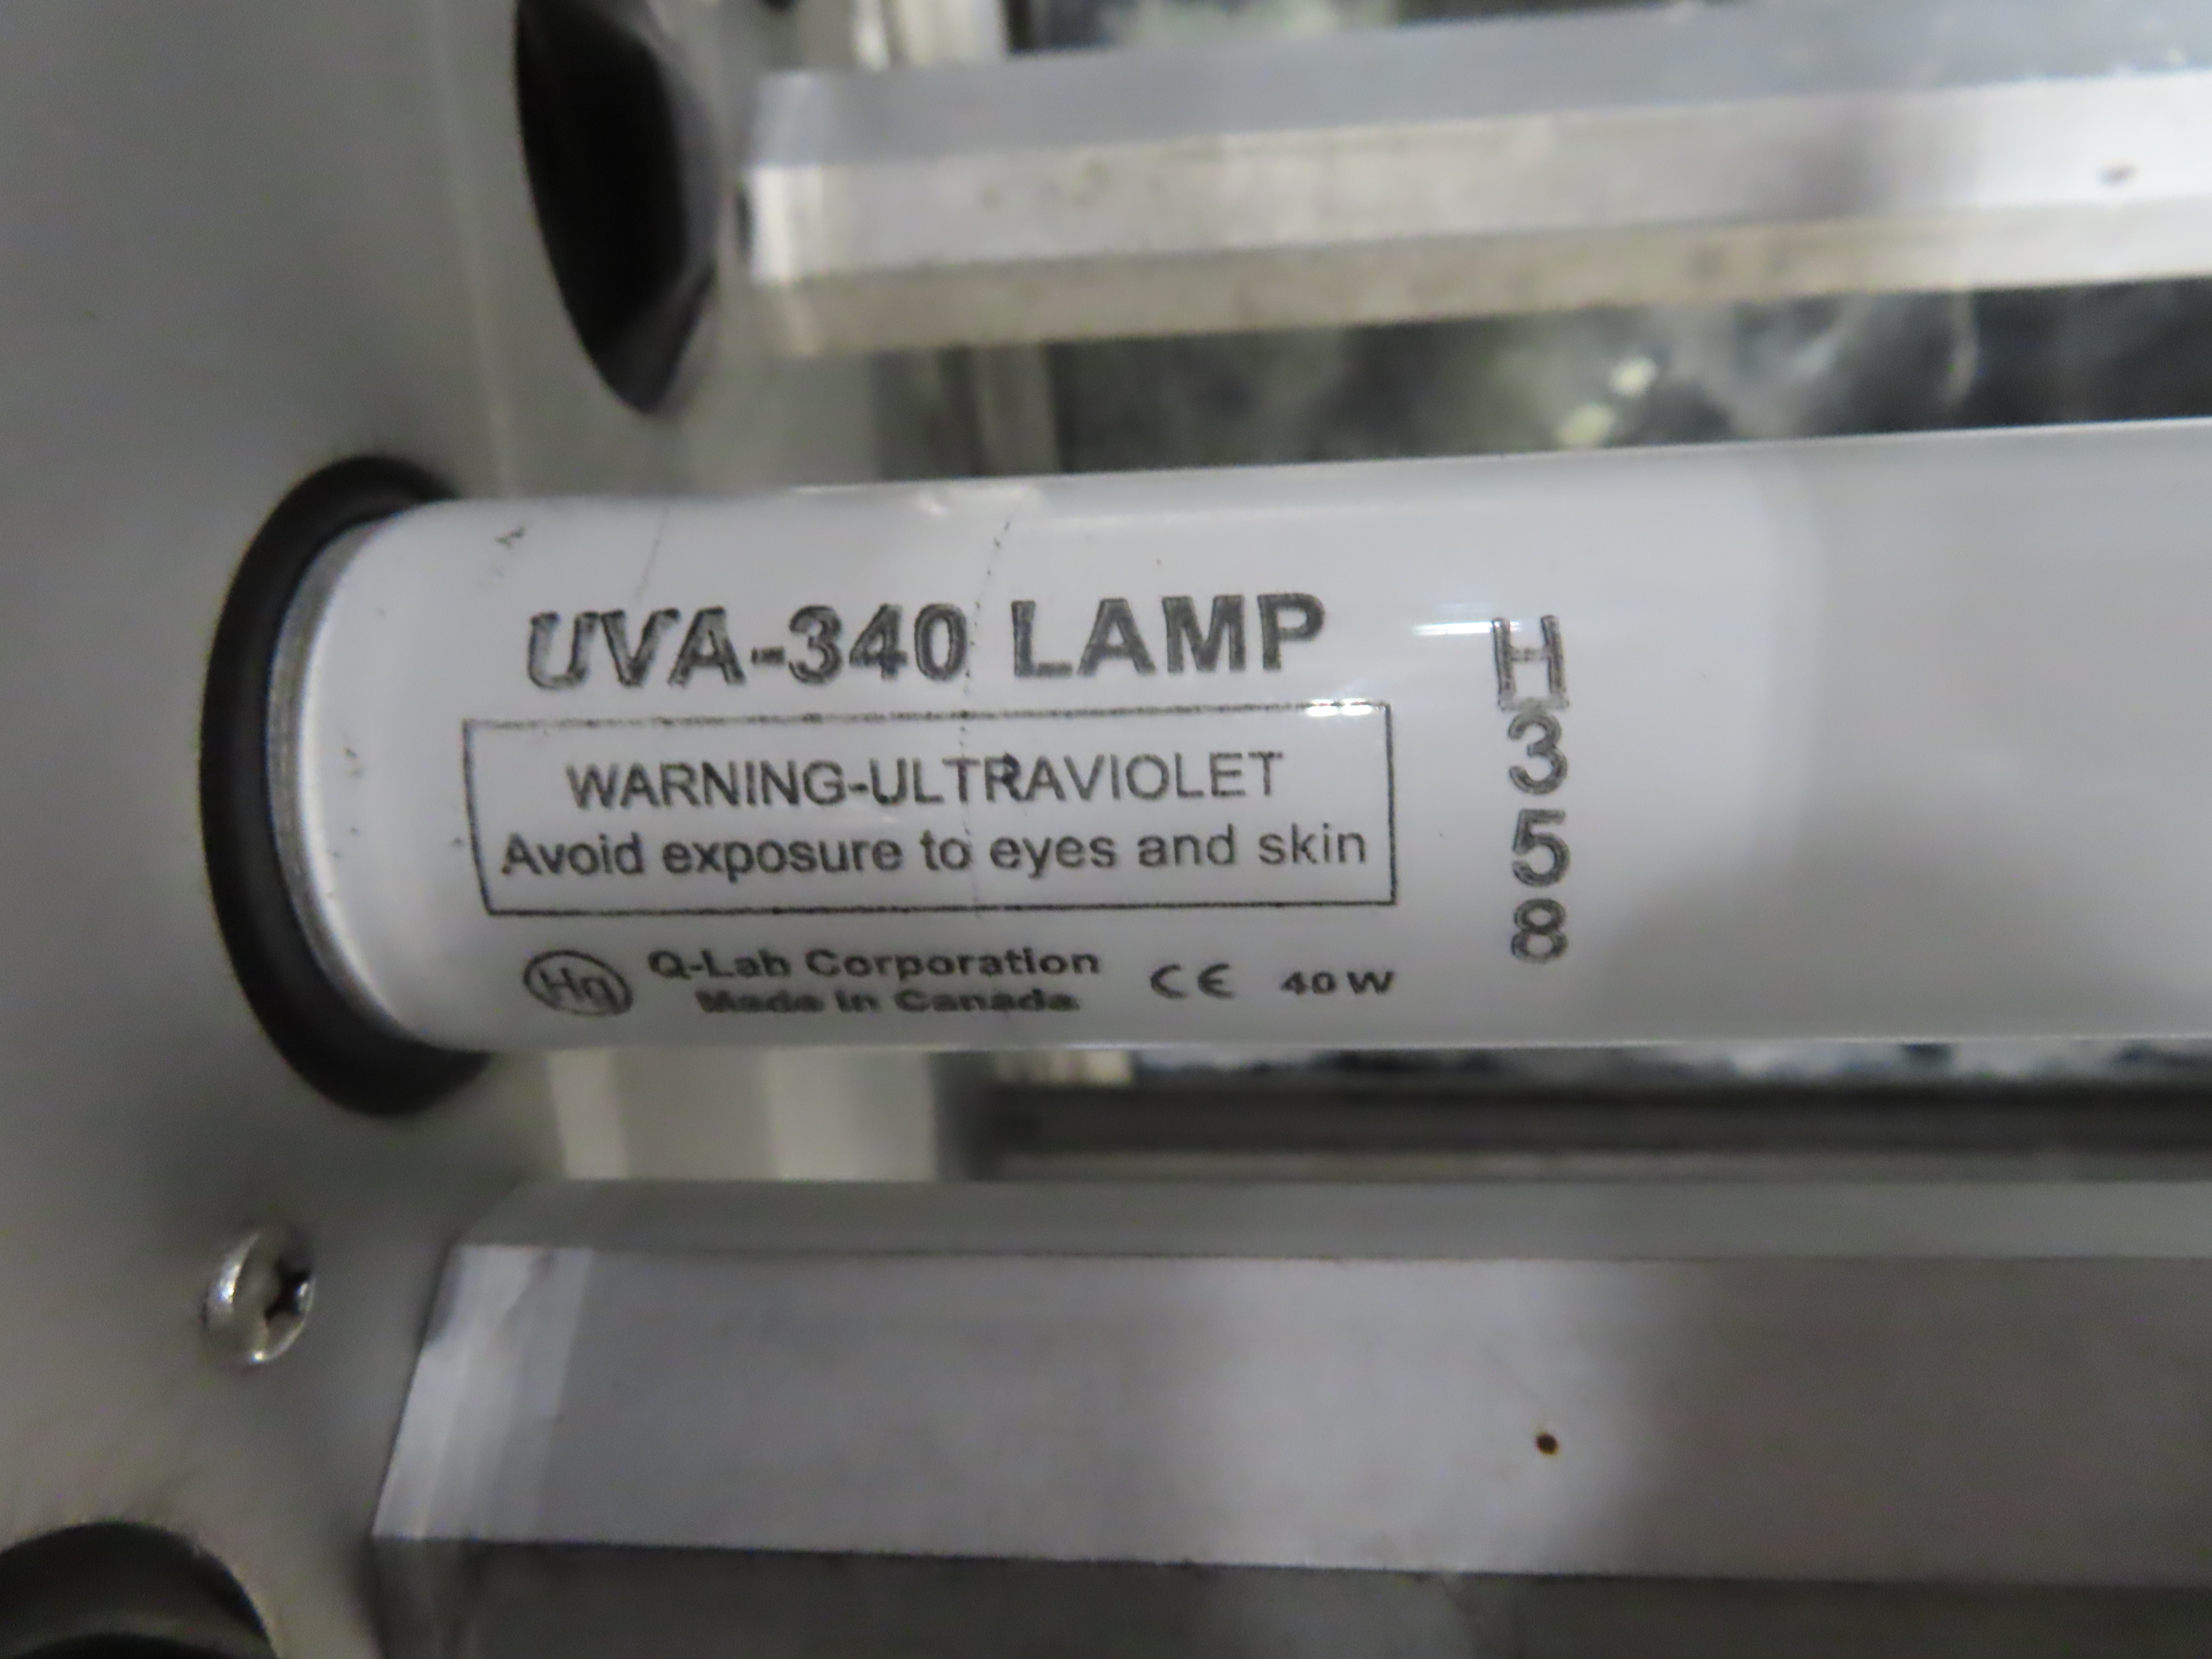 UVA-340 LAMP
WARNING-ULTRAVIOLET
Avoid exposure to eyes and skin
Hg Q-Lab Corporation CE 40 W
Made in Canada
H
3
5
8